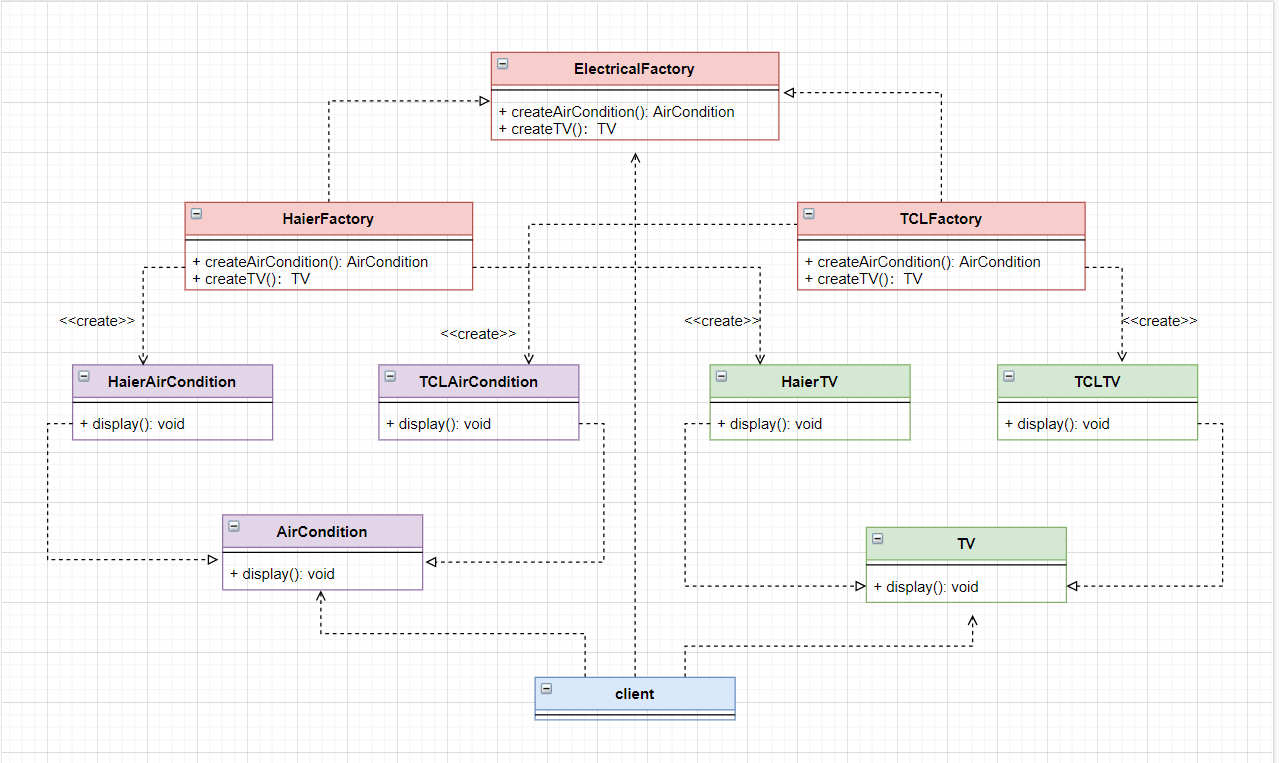 ElectricalFactory
+ createAirCondition(): AirCondition
+ createTV(): TV
HaierFactory
+ createAirCondition(): AirCondition
+ createTV(): TV
TCLFactory
+ createAirCondition(): AirCondition
+ createTV(): TV
<<create>>
<<create>>
<<create>>
<<create>>
HaierAirCondition
+ display(): void
TCLAirCondition
+ display(): void
HaierTV
+ display(): void
TCLTV
+ display(): void
AirCondition
+ display(): void
TV
+ display(): void
client